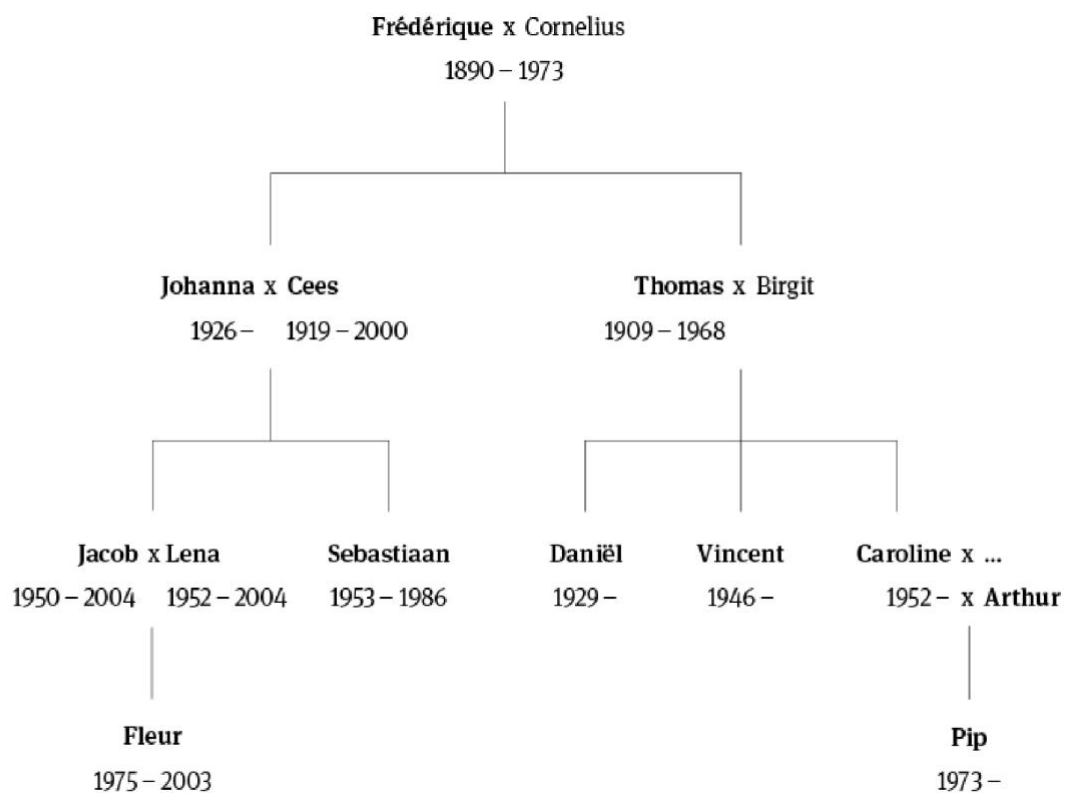 Frédérique x Cornelius
1890 – 1973
Johanna x Cees
1926 – 1919 – 2000
Thomas x Birgit
1909 – 1968
Jacob x Lena
1950 – 2004 1952 – 2004
Sebastiaan
1953 – 1986
Daniël
1929 –
Vincent
1946 –
Caroline x ...
1952 – x Arthur
Fleur
1975 – 2003
Pip
1973 –